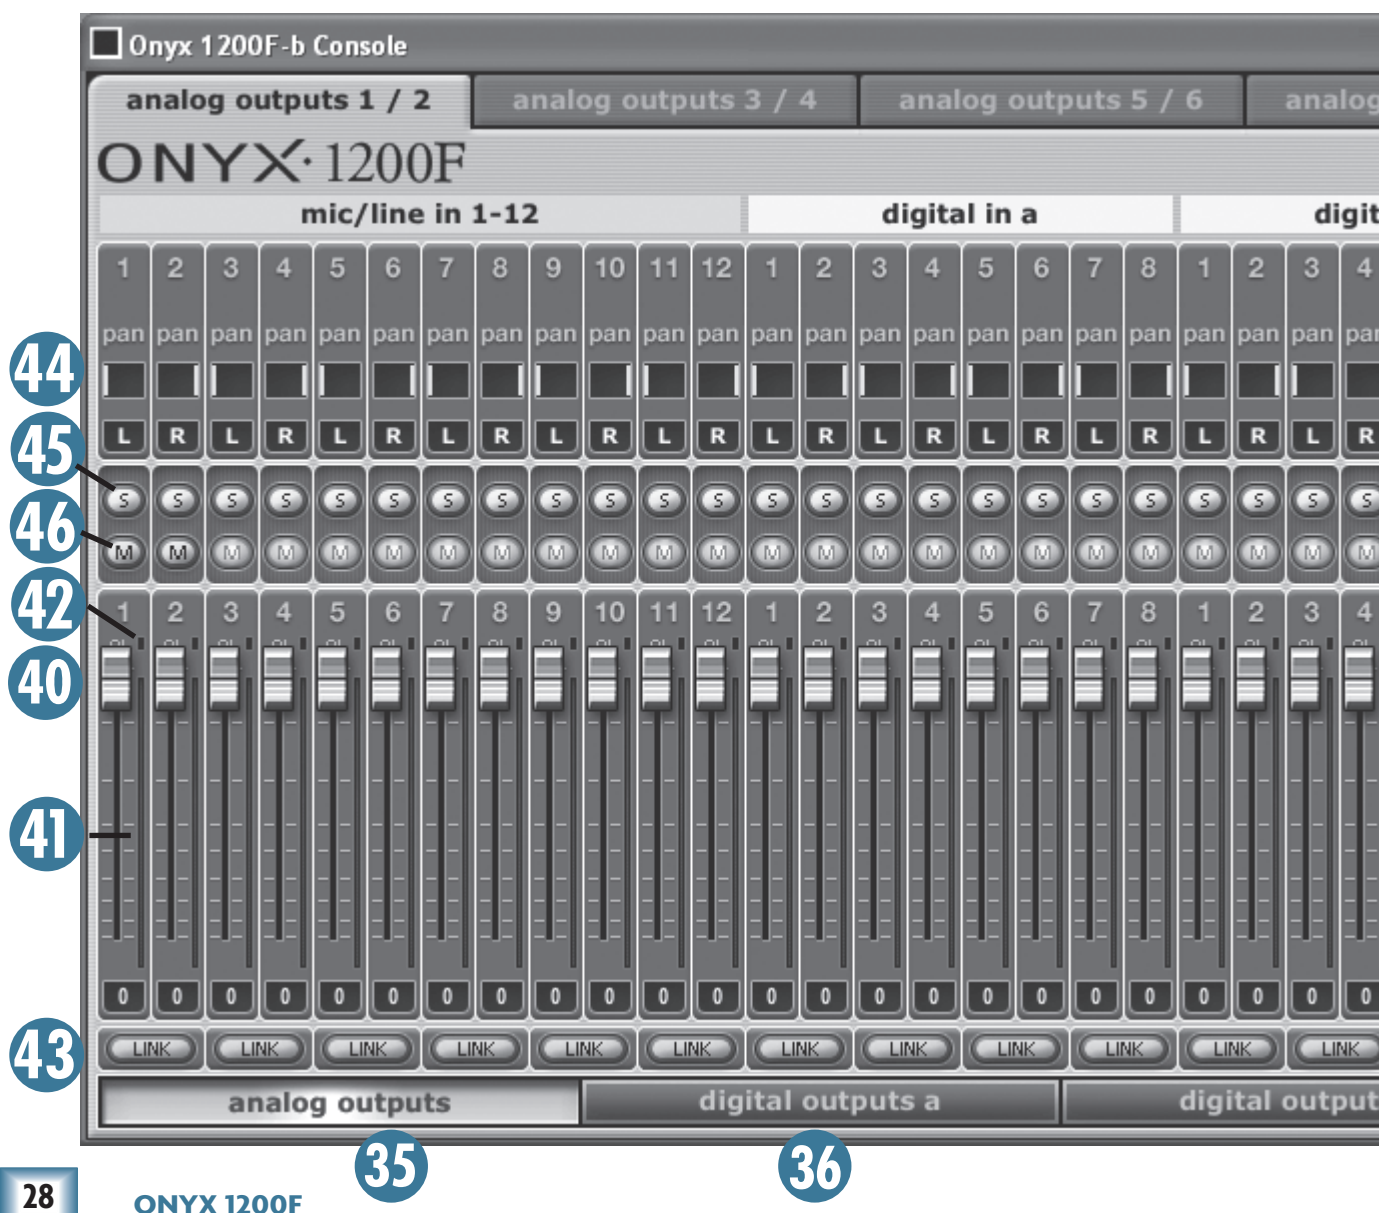 Onyx 1200F-b Console
analog outputs 1 / 2 analog outputs 3 / 4 analog outputs 5 / 6 analog
ONYX· 1200F
mic/line in 1-12 digital in a digit
1 2 3 4 5 6 7 8 9 10 11 12 1 2 3 4 5 6 7 8 1 2 3 4
pan pan pan pan pan pan pan pan pan pan pan pan pan pan pan pan pan pan pan pan pan pan pan pan
44
L R L R L R L R L R L R L R L R L R L R L R L R
45
S S S S S S S S S S S S S S S S S S S S S S S S
46
M M M M M M M M M M M M M M M M M M M M M M M M
42
1 2 3 4 5 6 7 8 9 10 11 12 1 2 3 4 5 6 7 8 1 2 3 4
40
41
0 0 0 0 0 0 0 0 0 0 0 0 0 0 0 0 0 0 0 0 0 0 0 0
43
LINK LINK LINK LINK LINK LINK LINK LINK LINK LINK LINK LINK
analog outputs digital outputs a digital output
35 36
28 ONYX 1200F